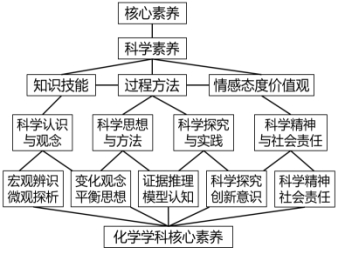 核心素养
科学素养
知识技能
过程方法
情感态度价值观
科学认识
与观念
科学思想
与方法
科学探究
与实践
科学精神
与社会责任
宏观辨识
微观探析
变化观念
平衡思想
证据推理
模型认知
科学探究
创新意识
科学精神
社会责任
化学学科核心素养